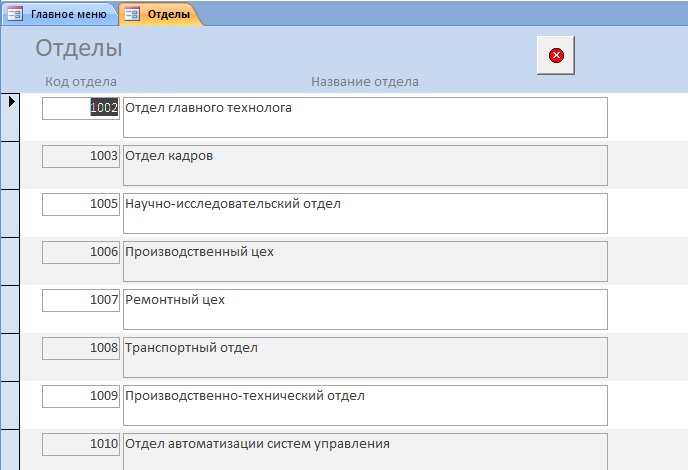 Главное меню Отделы
Отделы
Код отдела Название отдела
1002 Отдел главного технолога
1003 Отдел кадров
1005 Научно-исследовательский отдел
1006 Производственный цех
1007 Ремонтный цех
1008 Транспортный отдел
1009 Производственно-технический отдел
1010 Отдел автоматизации систем управления